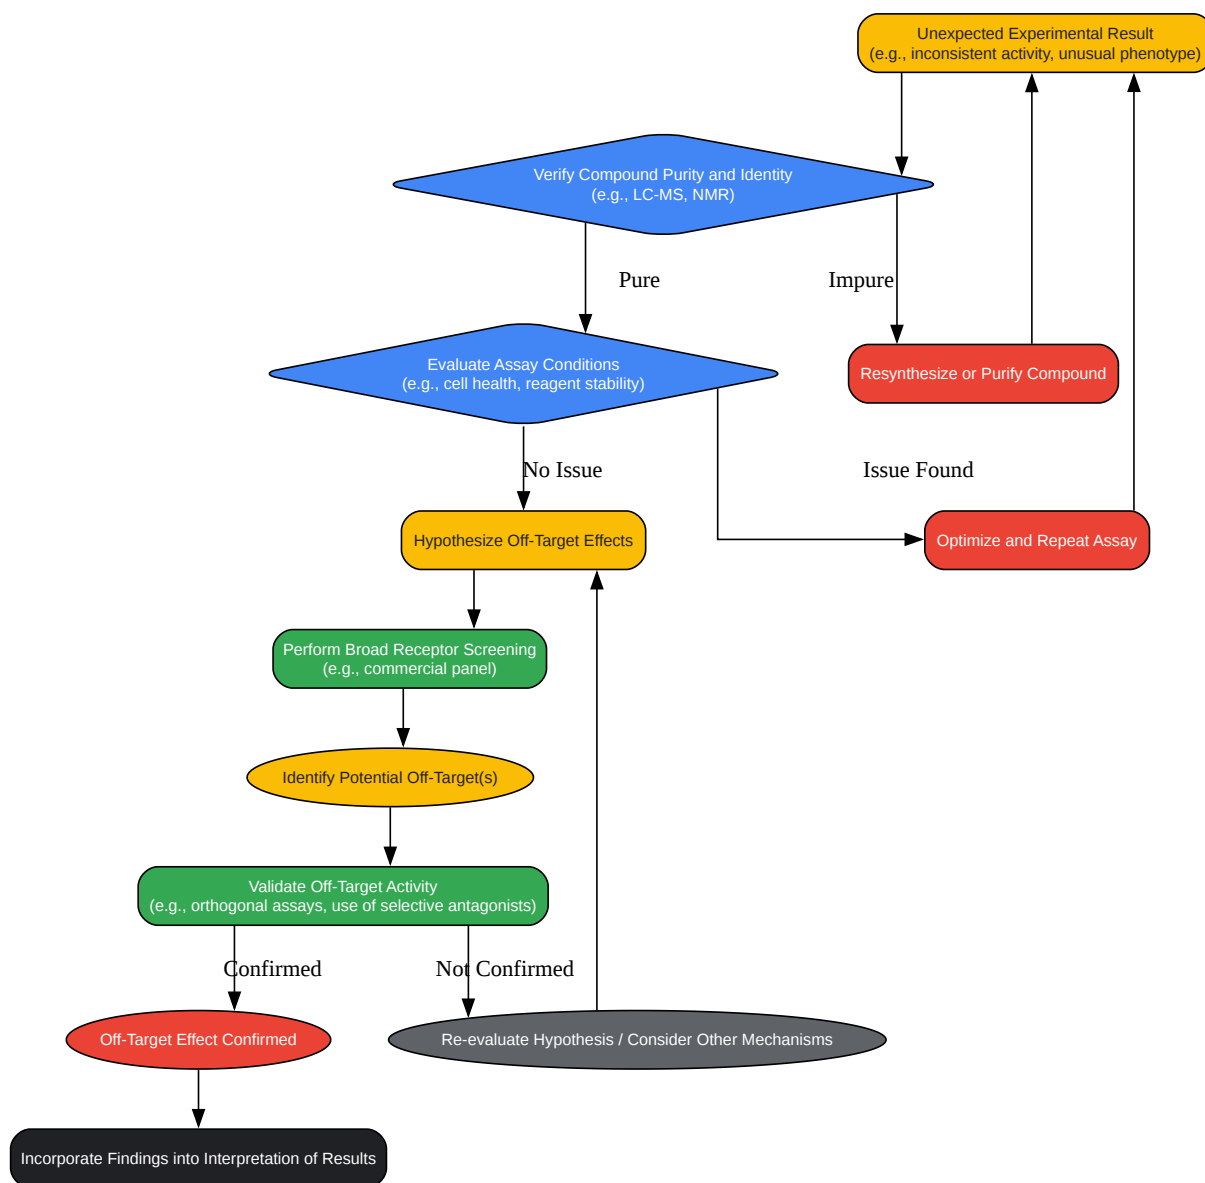 Unexpected Experimental Result
(e.g., inconsistent activity, unusual phenotype)
Verify Compound Purity and Identity
(e.g., LC-MS, NMR)
Pure
Impure
Evaluate Assay Conditions
(e.g., cell health, reagent stability)
Resynthesize or Purify Compound
No Issue
Issue Found
Hypothesize Off-Target Effects
Optimize and Repeat Assay
Perform Broad Receptor Screening
(e.g., commercial panel)
Identify Potential Off-Target(s)
Validate Off-Target Activity
(e.g., orthogonal assays, use of selective antagonists)
Confirmed
Not Confirmed
Off-Target Effect Confirmed
Re-evaluate Hypothesis / Consider Other Mechanisms
Incorporate Findings into Interpretation of Results